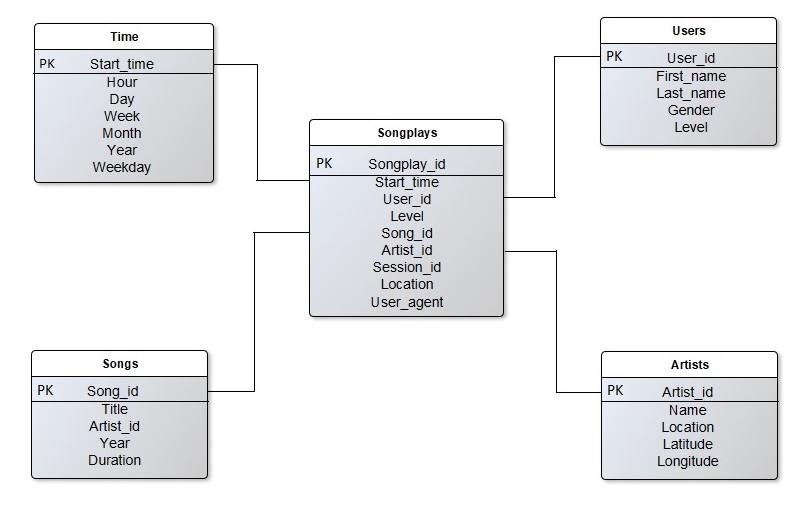 Time
PK Start_time
Hour
Day
Week
Month
Year
Weekday
Users
PK User_id
First_name
Last_name
Gender
Level
Songplays
PK Songplay_id
Start_time
User_id
Level
Song_id
Artist_id
Session_id
Location
User_agent
Songs
PK Song_id
Title
Artist_id
Year
Duration
Artists
PK Artist_id
Name
Location
Latitude
Longitude